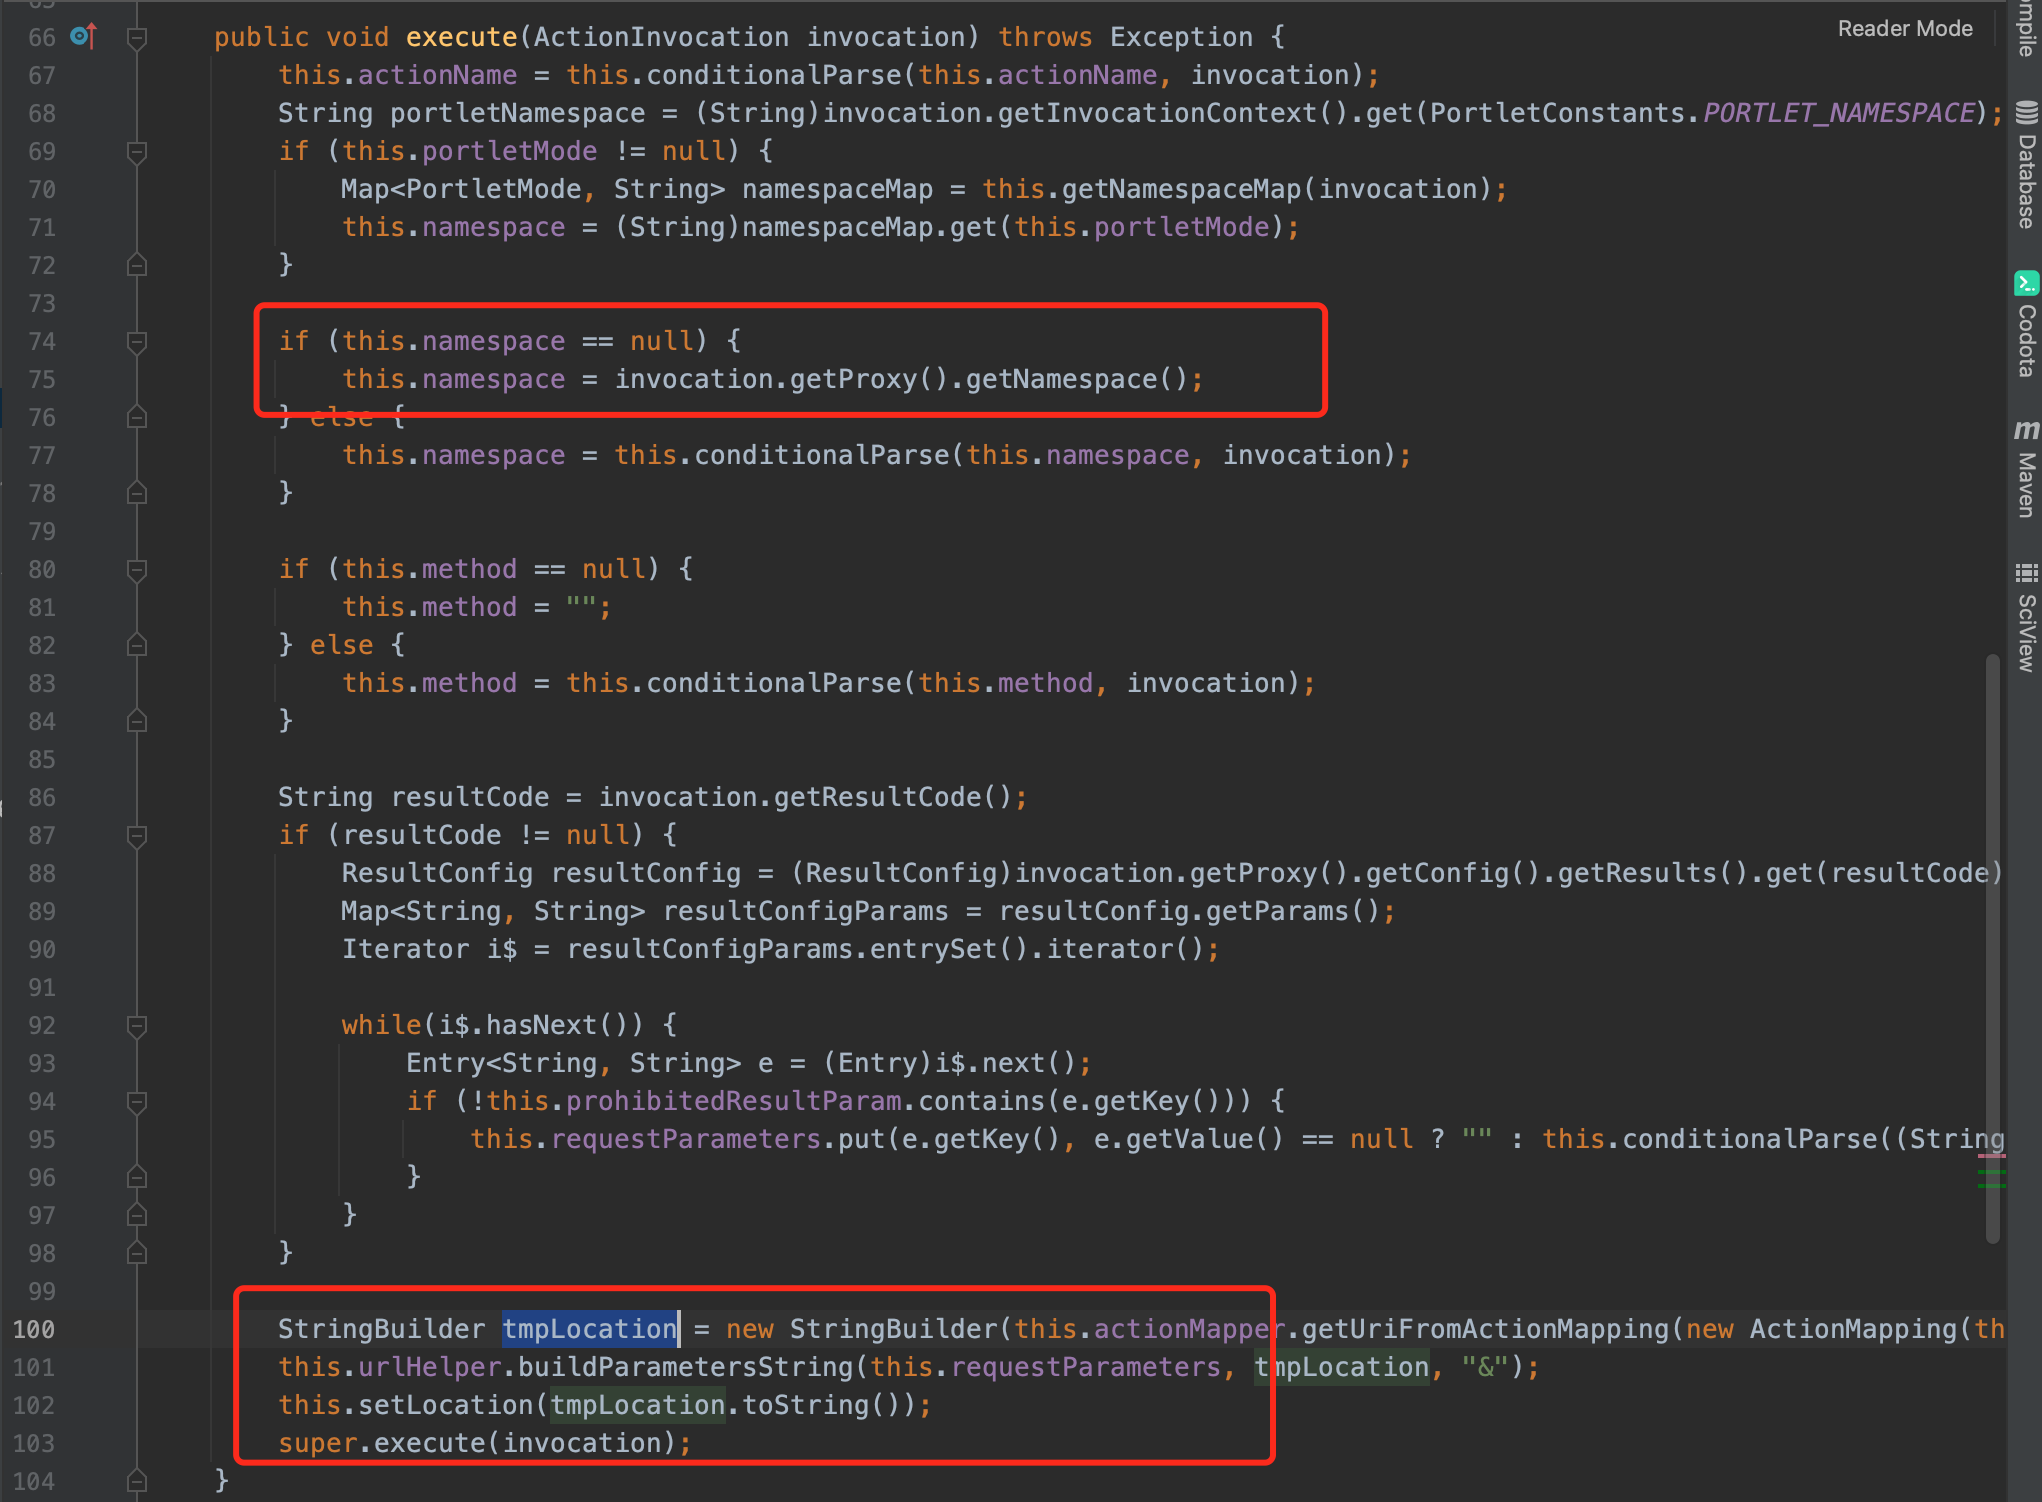 65
66 public void execute(ActionInvocation invocation) throws Exception {
Reader Mode
67 this.actionName = this.conditionalParse(this.actionName, invocation);
68 String portletNamespace = (String)invocation.getInvocationContext().get(PortletConstants.PORTLET_NAMESPACE);
69 if (this.portletMode != null) {
70 Map<PortletMode, String> namespaceMap = this.getNamespaceMap(invocation);
71 this.namespace = (String)namespaceMap.get(this.portletMode);
72 }
73
74 if (this.namespace == null) {
75 this.namespace = invocation.getProxy().getNamespace();
76 } else {
77 this.namespace = this.conditionalParse(this.namespace, invocation);
78 }
79
80 if (this.method == null) {
81 this.method = "";
82 } else {
83 this.method = this.conditionalParse(this.method, invocation);
84 }
85
86 String resultCode = invocation.getResultCode();
87 if (resultCode != null) {
88 ResultConfig resultConfig = (ResultConfig)invocation.getProxy().getConfig().getResults().get(resultCode)
89 Map<String, String> resultConfigParams = resultConfig.getParams();
90 Iterator i$ = resultConfigParams.entrySet().iterator();
91
92 while(i$.hasNext()) {
93 Entry<String, String> e = (Entry)i$.next();
94 if (!this.prohibitedResultParam.contains(e.getKey())) {
95 this.requestParameters.put(e.getKey(), e.getValue() == null ? "" : this.conditionalParse((String
96 }
97 }
98 }
99
100 StringBuilder tmpLocation = new StringBuilder(this.actionMapper.getUriFromActionMapping(new ActionMapping(th
101 this.urlHelper.buildParametersString(this.requestParameters, tmpLocation, "&");
102 this.setLocation(tmpLocation.toString());
103 super.execute(invocation);
104 }
ompile
Database
Codota
m Maven
SciView